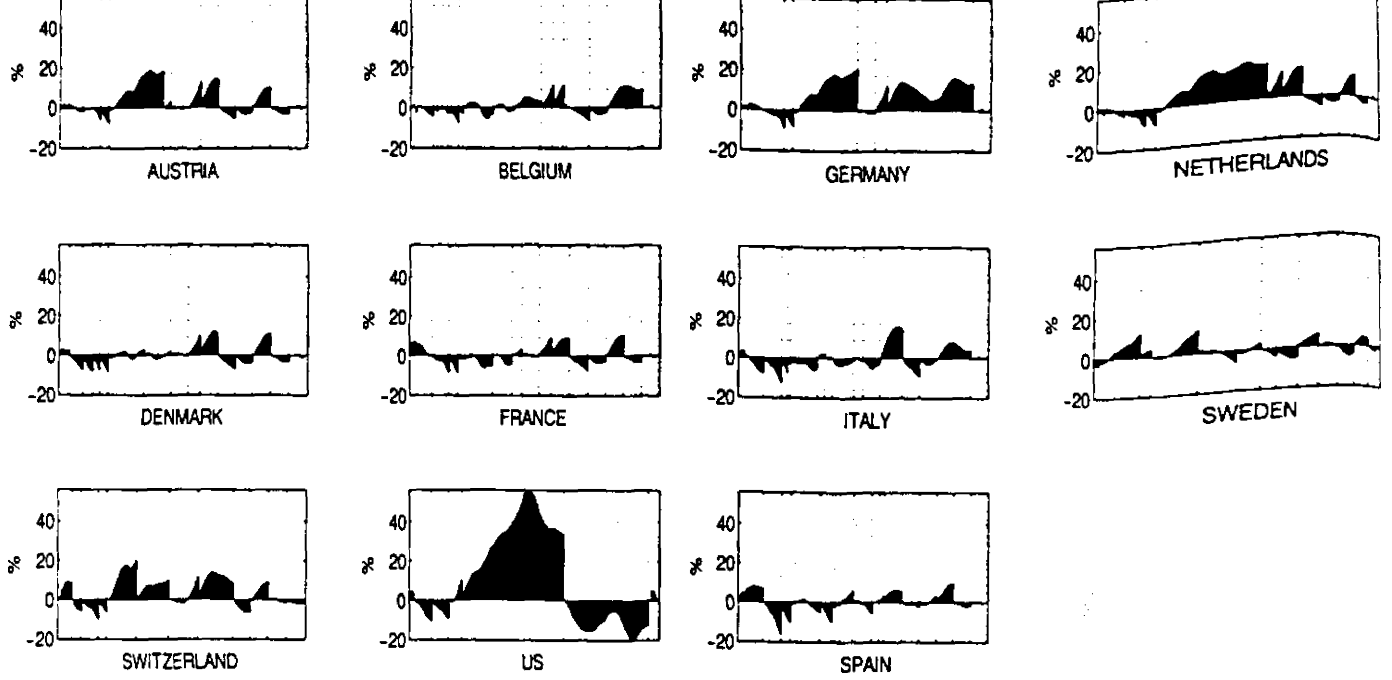 40 40 40 40
20 20 20 20
% % % %
0 0 0 0
-20 -20 -20 -20
AUSTRIA BELGIUM GERMANY NETHERLANDS
40 40 40 40
20 20 20 20
% % % %
0 0 0 0
-20 -20 -20 -20
DENMARK FRANCE ITALY SWEDEN
40 40 40
20 20 20
% % %
0 0 0
-20 -20 -20
SWITZERLAND US SPAIN